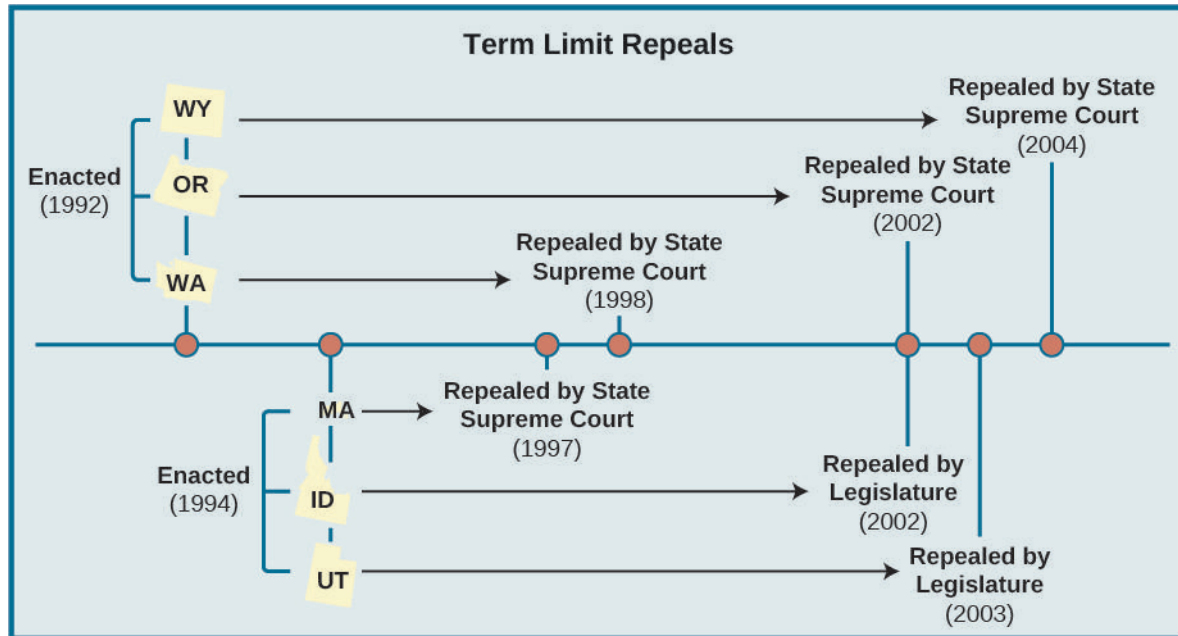 Term Limit Repeals
WY
Enacted
(1992)
OR
WA
Repealed by State
Supreme Court
(2004)
Repealed by State
Supreme Court
(2002)
Repealed by State
Supreme Court
(1998)
MA
Enacted
(1994)
ID
UT
Repealed by State
Supreme Court
(1997)
Repealed by
Legislature
(2002)
Repealed by
Legislature
(2003)